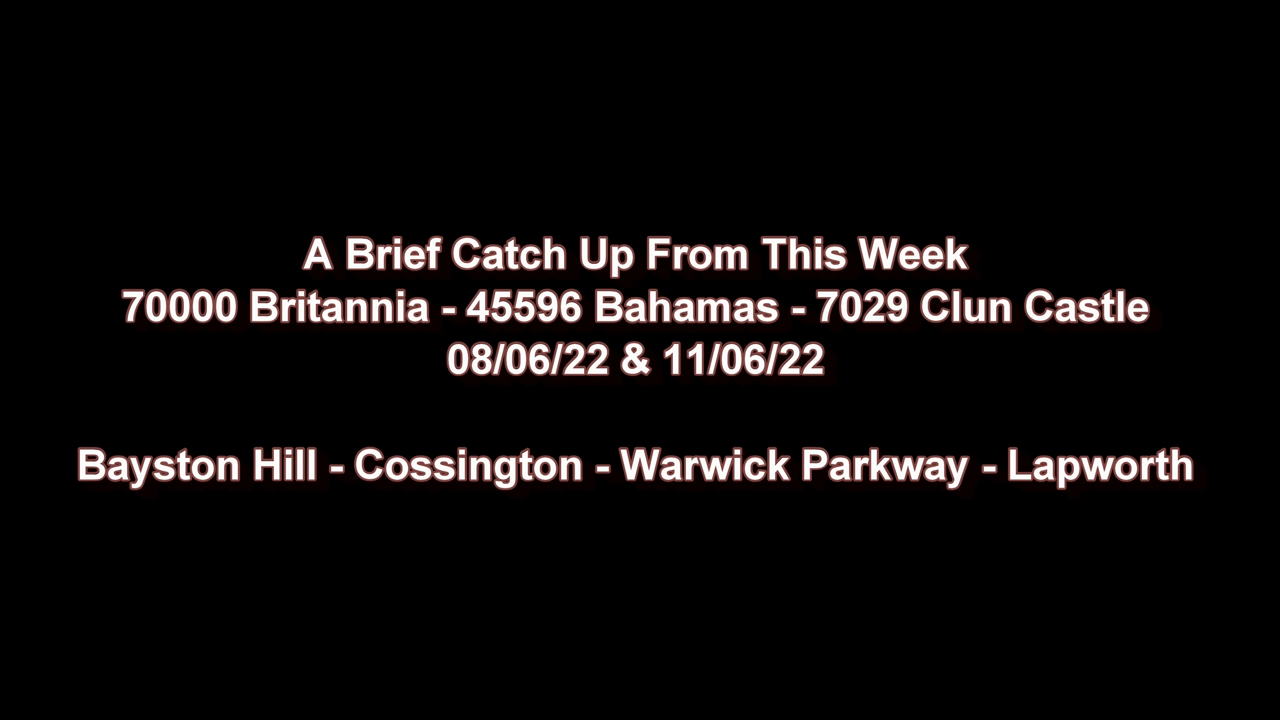 A Brief Catch Up From This Week
70000 Britannia - 45596 Bahamas - 7029 Clun Castle
08/06/22 & 11/06/22
Bayston Hill - Cossington - Warwick Parkway - Lapworth